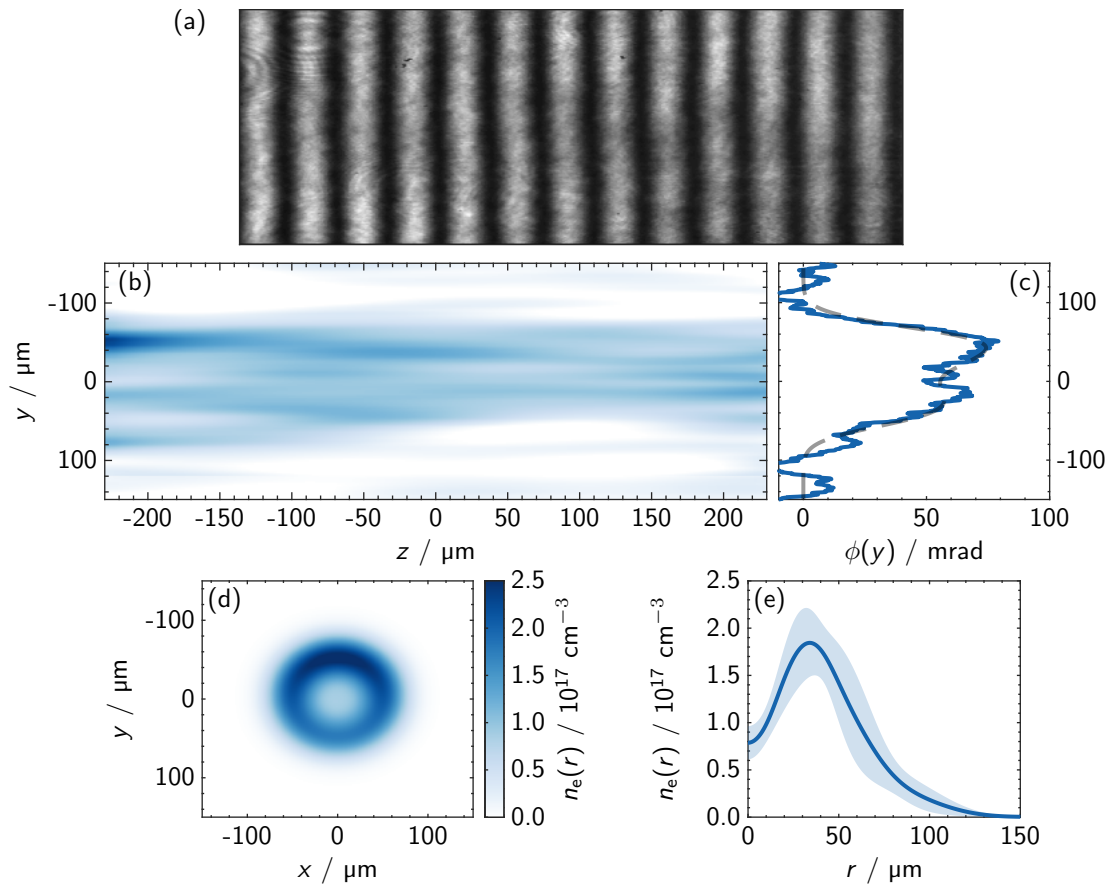 (a)
(b)
-100
0
100
y / μm
-200 -150 -100 -50 0 50 100 150 200
z / μm
(c)
100
0
-100
0 50 100
ϕ(y) / mrad
(d)
-100
0
100
y / μm
-100 0 100
x / μm
2.5
2.0
1.5
1.0
0.5
0.0
nₑ(r) / 10¹⁷ cm⁻³
(e)
2.5
2.0
1.5
1.0
0.5
0.0
nₑ(r) / 10¹⁷ cm⁻³
0 50 100 150
r / μm